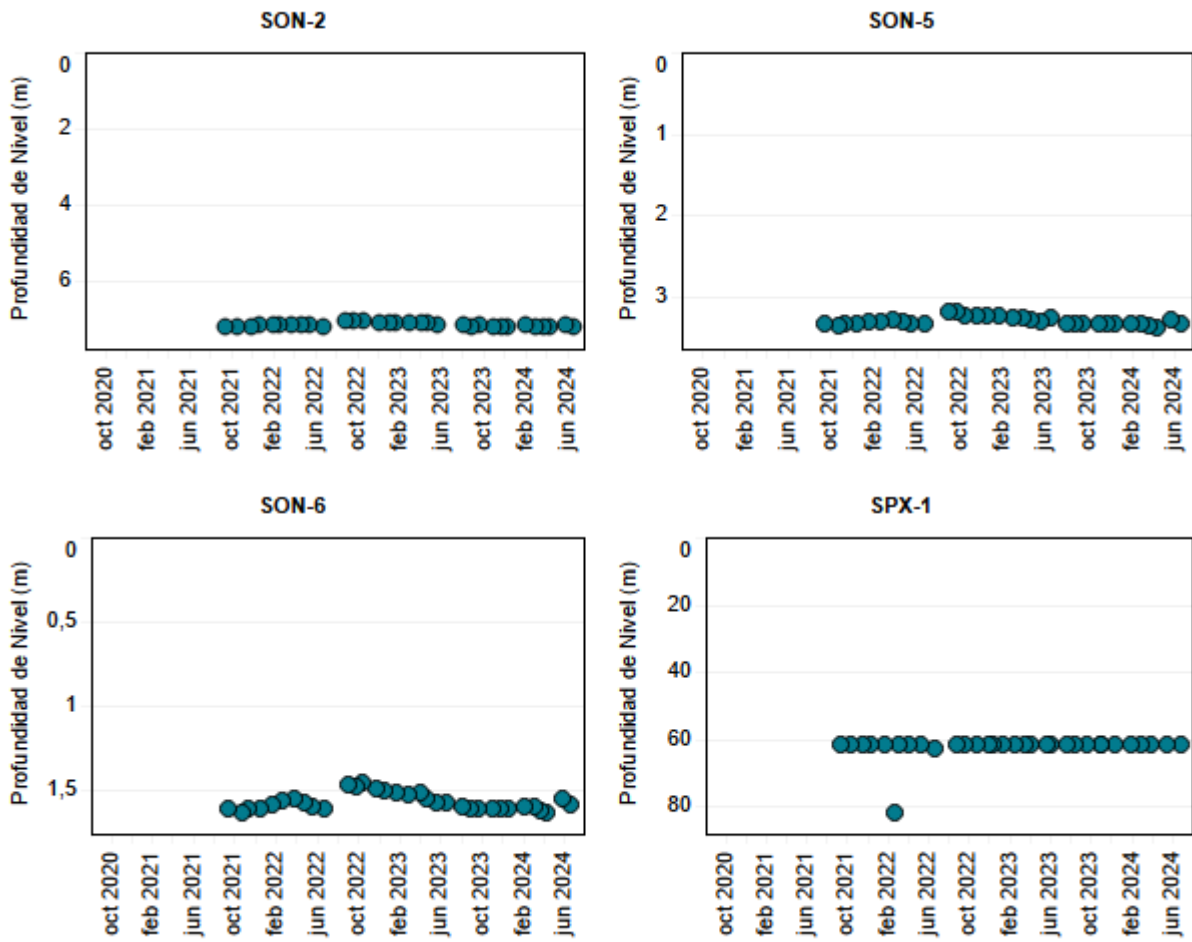 SON-2
Profundidad de Nivel (m)
0
2
4
6
oct 2020
feb 2021
jun 2021
oct 2021
feb 2022
jun 2022
oct 2022
feb 2023
jun 2023
oct 2023
feb 2024
jun 2024
SON-5
Profundidad de Nivel (m)
0
1
2
3
oct 2020
feb 2021
jun 2021
oct 2021
feb 2022
jun 2022
oct 2022
feb 2023
jun 2023
oct 2023
feb 2024
jun 2024
SON-6
Profundidad de Nivel (m)
0
0,5
1
1,5
oct 2020
feb 2021
jun 2021
oct 2021
feb 2022
jun 2022
oct 2022
feb 2023
jun 2023
oct 2023
feb 2024
jun 2024
SPX-1
Profundidad de Nivel (m)
0
20
40
60
80
oct 2020
feb 2021
jun 2021
oct 2021
feb 2022
jun 2022
oct 2022
feb 2023
jun 2023
oct 2023
feb 2024
jun 2024